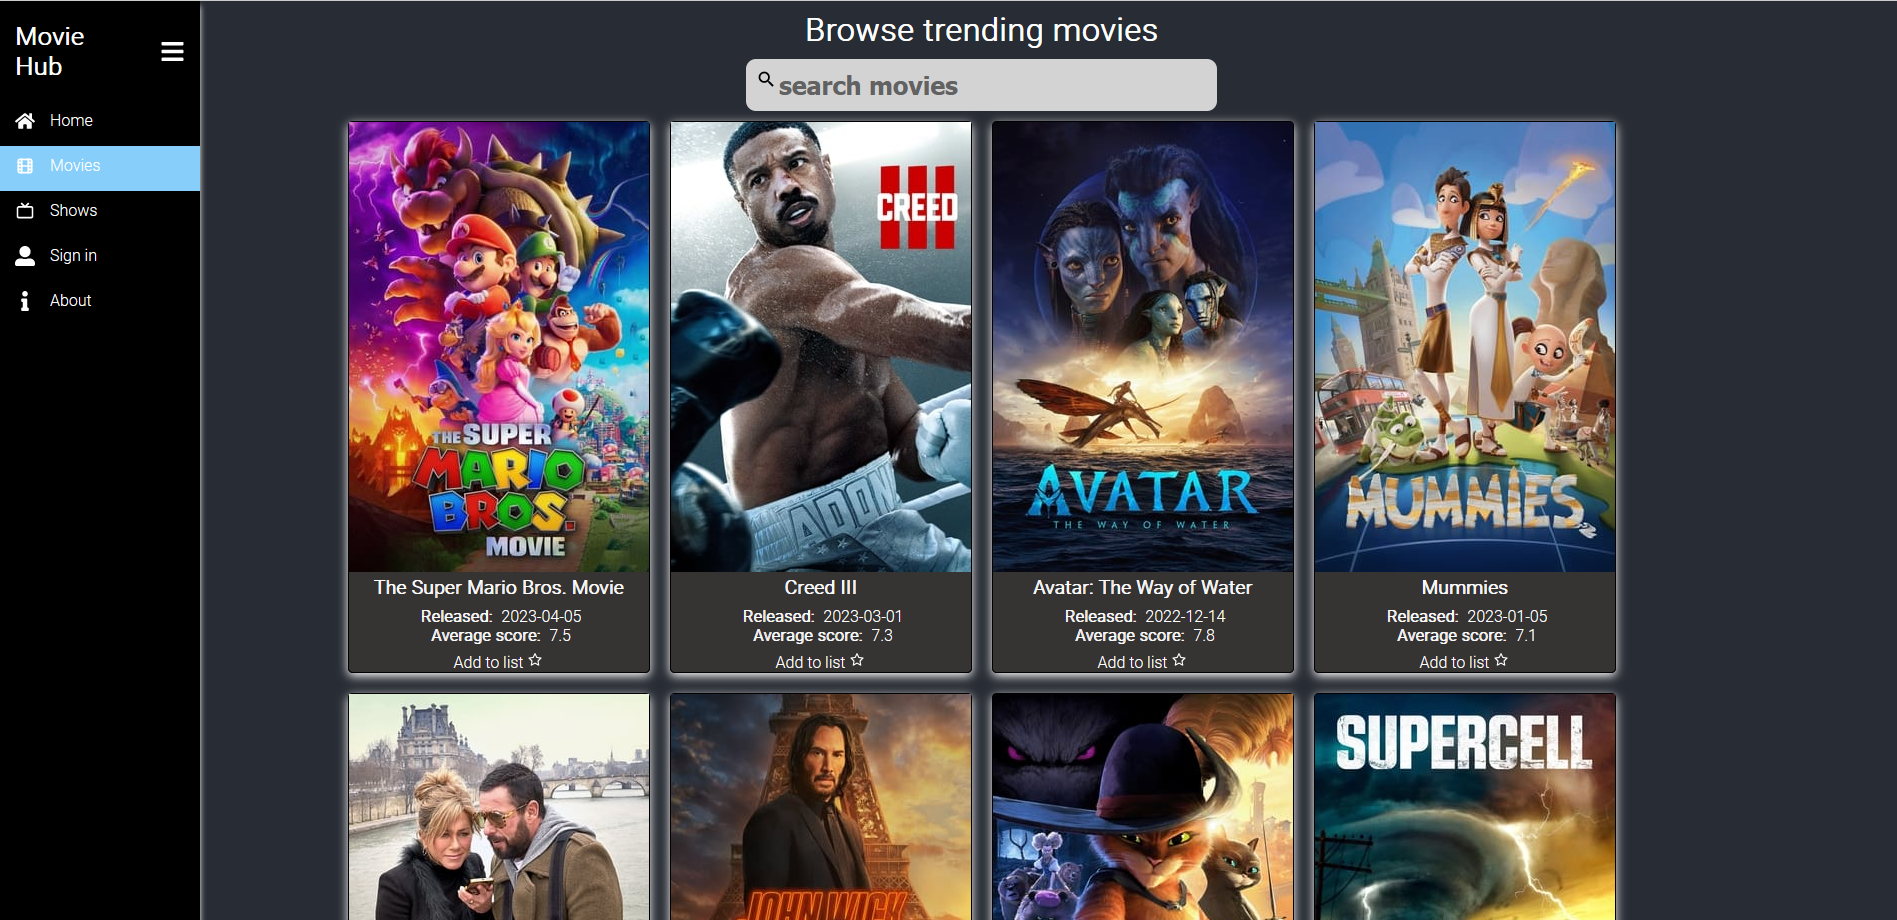 Movie
Hub
Home
Movies
Shows
Sign in
About
Browse trending movies
search movies
THE SUPER
MARIO
BROS.
MOVIE
The Super Mario Bros. Movie
Released: 2023-04-05
Average score: 7.5
Add to list
CREED
III
ADON
Creed III
Released: 2023-03-01
Average score: 7.3
Add to list
AVATAR
THE WAY OF WATER
Avatar: The Way of Water
Released: 2022-12-14
Average score: 7.8
Add to list
MUMMIES
Mummies
Released: 2023-01-05
Average score: 7.1
Add to list
JOHN WICK
SUPERCELL